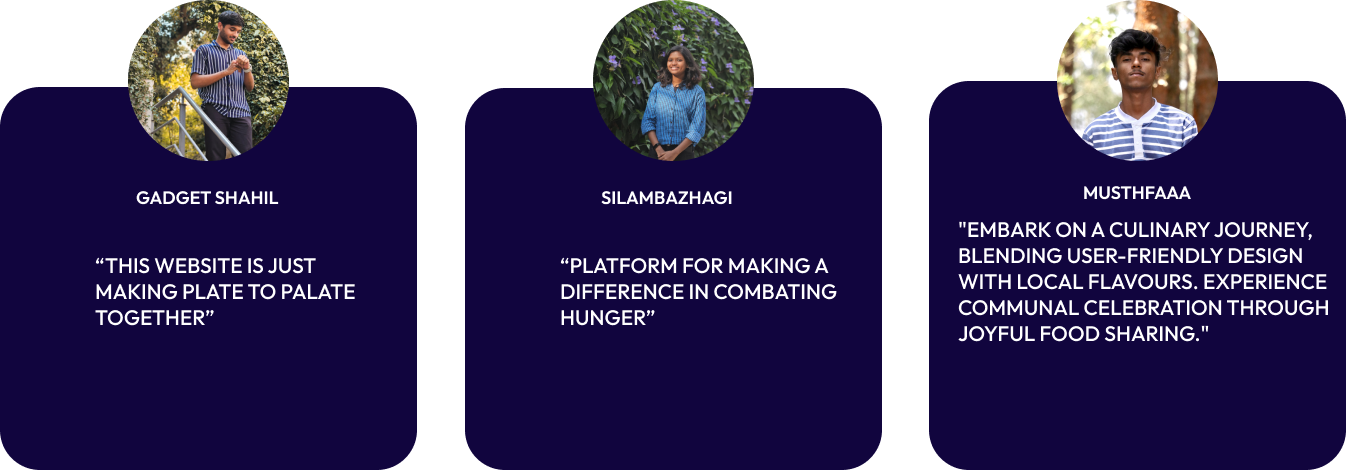 GADGET SHAHIL
“THIS WEBSITE IS JUST
MAKING PLATE TO PALATE
TOGETHER”
SILAMBAZHAGI
“PLATFORM FOR MAKING A
DIFFERENCE IN COMBATING
HUNGER”
MUSTHFAAA
"EMBARK ON A CULINARY JOURNEY,
BLENDING USER-FRIENDLY DESIGN
WITH LOCAL FLAVOURS. EXPERIENCE
COMMUNAL CELEBRATION THROUGH
JOYFUL FOOD SHARING."